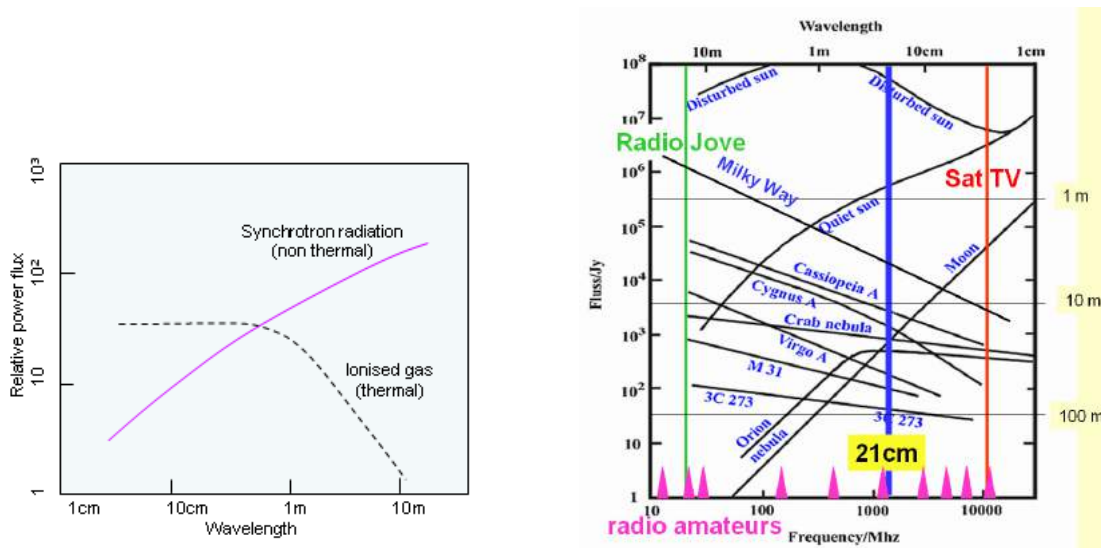 10³
10²
10
1
Relative power flux
Synchrotron radiation
(non thermal)
Ionised gas
(thermal)
1cm
10cm
1m
10m
Wavelength
Wavelength
10m
1m
10cm
1cm
10⁸
10⁷
10⁶
10⁵
10⁴
10³
10²
10
1
Fluss/Jy
Disturbed sun
Disturbed sun
Radio Jove
Milky Way
Sat TV
Quiet sun
Moon
Cassiopeia A
Cygnus A
Crab nebula
Virgo A
M 31
3C 273
3C 273
Orion
nebula
21cm
1 m
10 m
100 m
radio amateurs
10
100
1000
10000
Frequency/Mhz